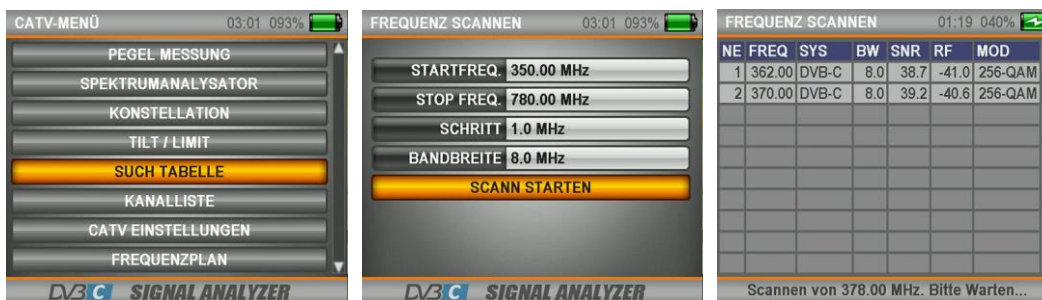 CATV-MENÜ 03:01 093%
PEGEL MESSUNG
SPEKTRUMANALYSATOR
KONSTELLATION
TILT / LIMIT
SUCH TABELLE
KANALLISTE
CATV EINSTELLUNGEN
FREQUENZPLAN
DVB C SIGNAL ANALYZER
FREQUENZ SCANNEN 03:01 093%
STARTFREQ. 350.00 MHz
STOP FREQ. 780.00 MHz
SCHRITT 1.0 MHz
BANDBREITE 8.0 MHz
SCANN STARTEN
DVB C SIGNAL ANALYZER
FREQUENZ SCANNEN 01:19 040%
NE FREQ SYS BW SNR RF MOD
1 362.00 DVB-C 8.0 38.7 -41.0 256-QAM
2 370.00 DVB-C 8.0 39.2 -40.6 256-QAM
Scannen von 378.00 MHz. Bitte Warten...